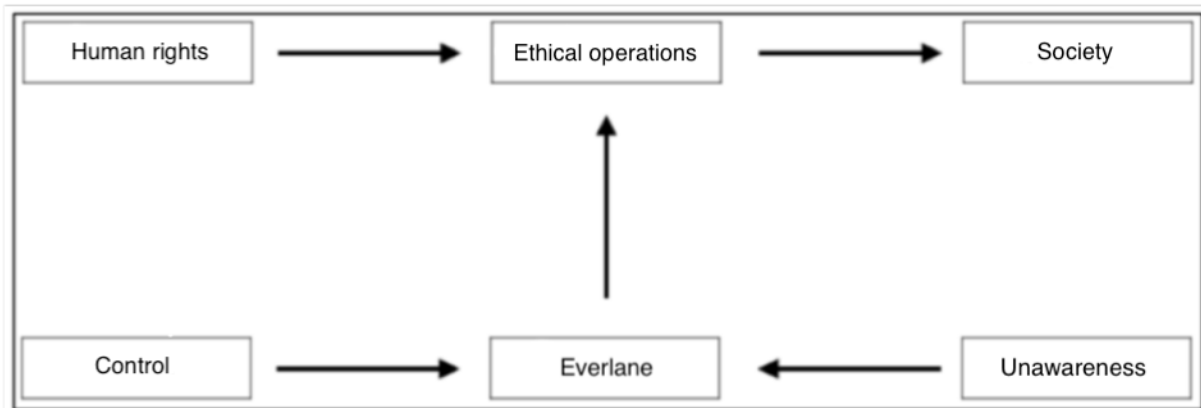 Human rights
Ethical operations
Society
Control
Everlane
Unawareness